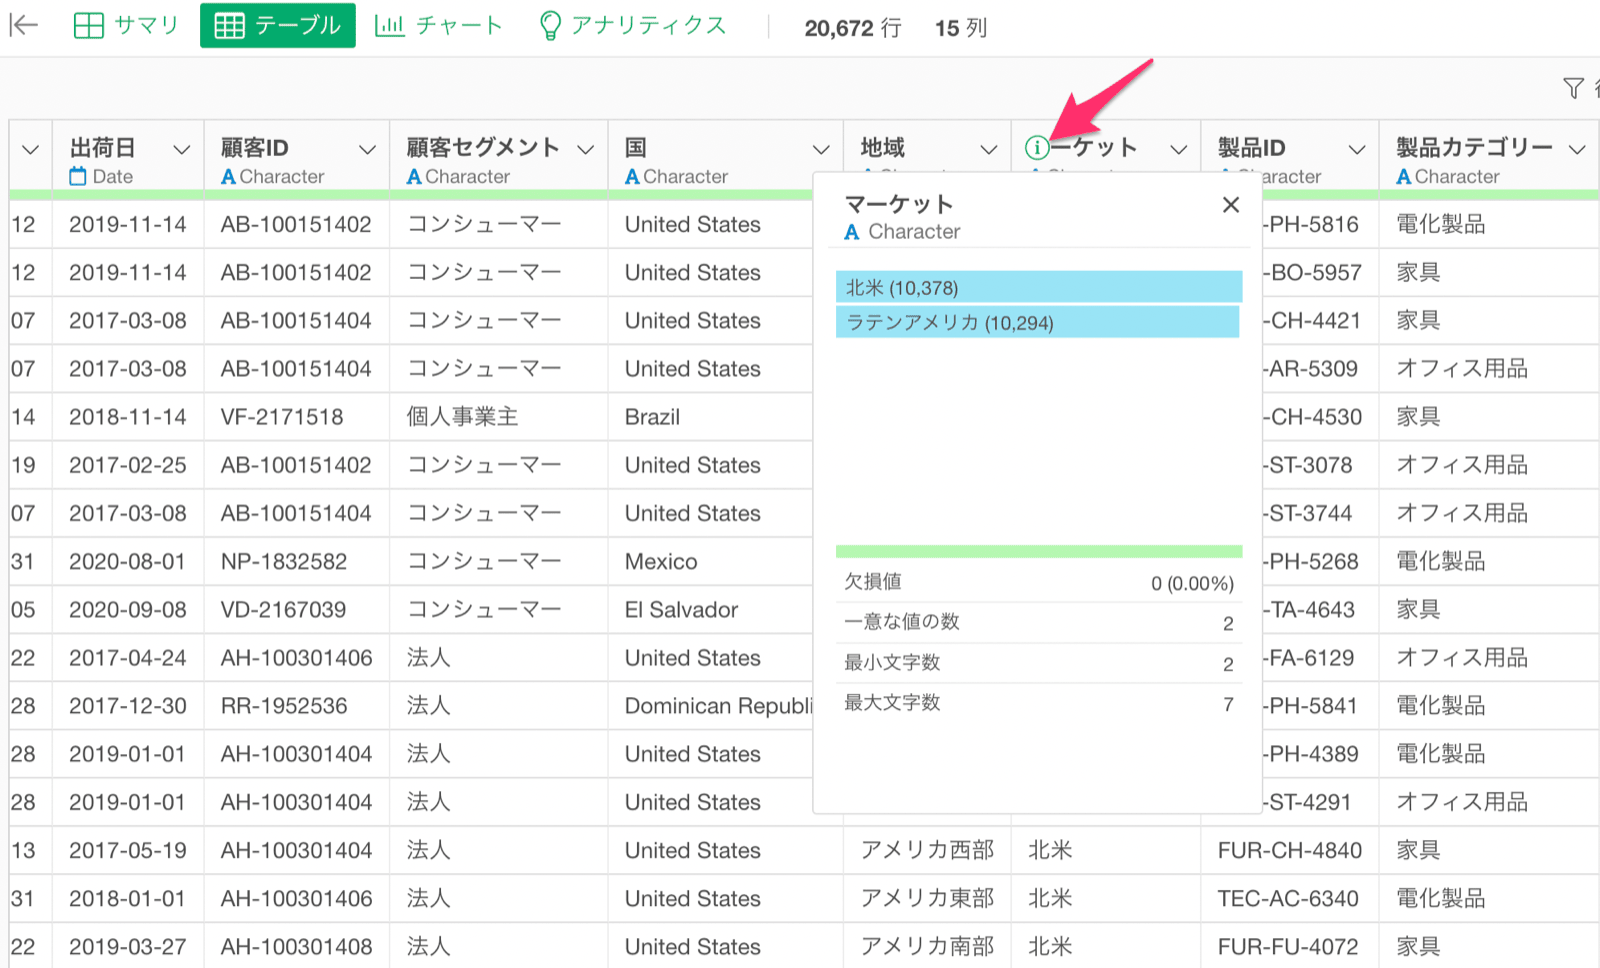 サマリ テーブル チャート アナリティクス 20,672 行 15 列
出荷日 顧客ID 顧客セグメント 国 地域 ーケット 製品ID 製品カテゴリー
Date Character Character Character Character
マーケット
Character
北米 (10,378)
ラテンアメリカ (10,294)
欠損値 0 (0.00%)
一意な値の数 2
最小文字数 2
最大文字数 7
12 2019-11-14 AB-100151402 コンシューマー United States -PH-5816 電化製品
12 2019-11-14 AB-100151402 コンシューマー United States -BO-5957 家具
07 2017-03-08 AB-100151404 コンシューマー United States -CH-4421 家具
07 2017-03-08 AB-100151404 コンシューマー United States -AR-5309 オフィス用品
14 2018-11-14 VF-2171518 個人事業主 Brazil -CH-4530 家具
19 2017-02-25 AB-100151402 コンシューマー United States -ST-3078 オフィス用品
07 2017-03-08 AB-100151404 コンシューマー United States -ST-3744 オフィス用品
31 2020-08-01 NP-1832582 コンシューマー Mexico -PH-5268 電化製品
05 2020-09-08 VD-2167039 コンシューマー El Salvador -TA-4643 家具
22 2017-04-24 AH-100301406 法人 United States -FA-6129 オフィス用品
28 2017-12-30 RR-1952536 法人 Dominican Republi -PH-5841 電化製品
28 2019-01-01 AH-100301404 法人 United States -PH-4389 電化製品
28 2019-01-01 AH-100301404 法人 United States -ST-4291 オフィス用品
13 2017-05-19 AH-100301404 法人 United States アメリカ西部 北米 FUR-CH-4840 家具
31 2018-01-01 AH-100301406 法人 United States アメリカ東部 北米 TEC-AC-6340 電化製品
22 2019-03-27 AH-100301408 法人 United States アメリカ南部 北米 FUR-FU-4072 家具